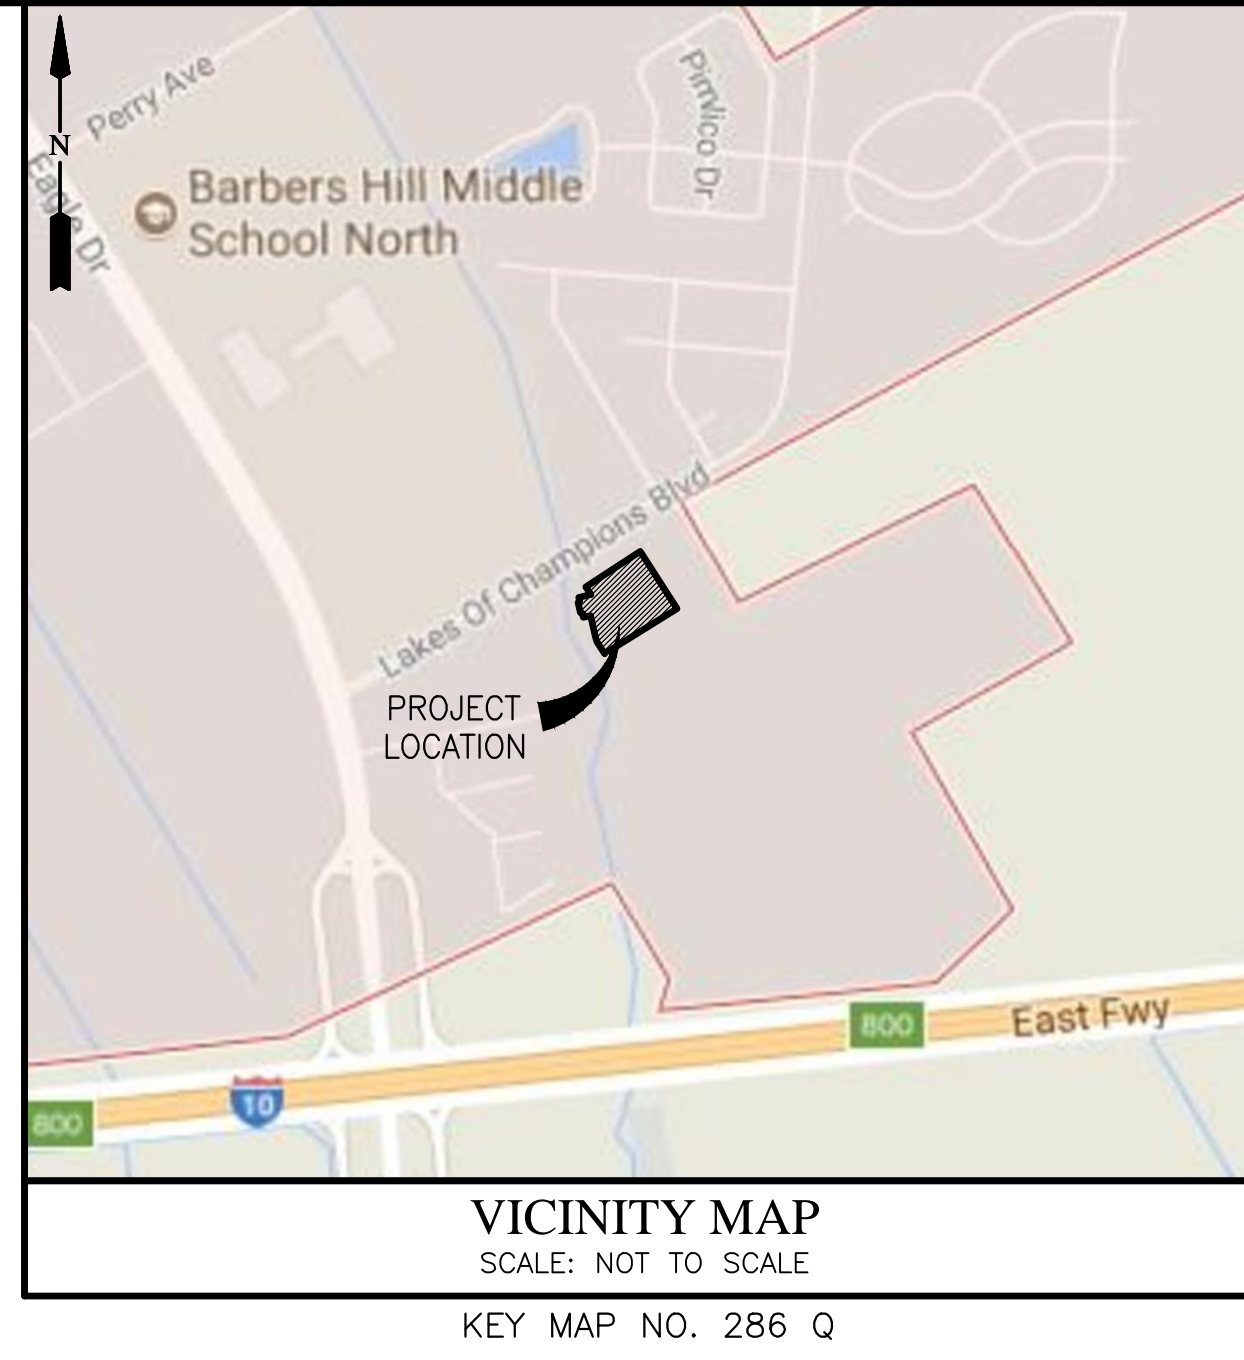 N
Perry Ave
Eagle Dr
Barbers Hill Middle
School North
Pimlico Dr
Lakes Of Champions Blvd
PROJECT
LOCATION
800
East Fwy
10
800
VICINITY MAP
SCALE: NOT TO SCALE
KEY MAP NO. 286 Q